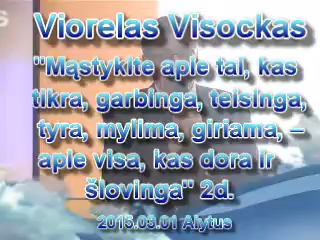 Viorelas Visockas
"Mąstykite apie tai, kas
tikra, garbinga, teisinga,
tyra, mylima, giriama, –
apie visa, kas dora ir
šlovinga" 2d.
2015.03.01 Alytus